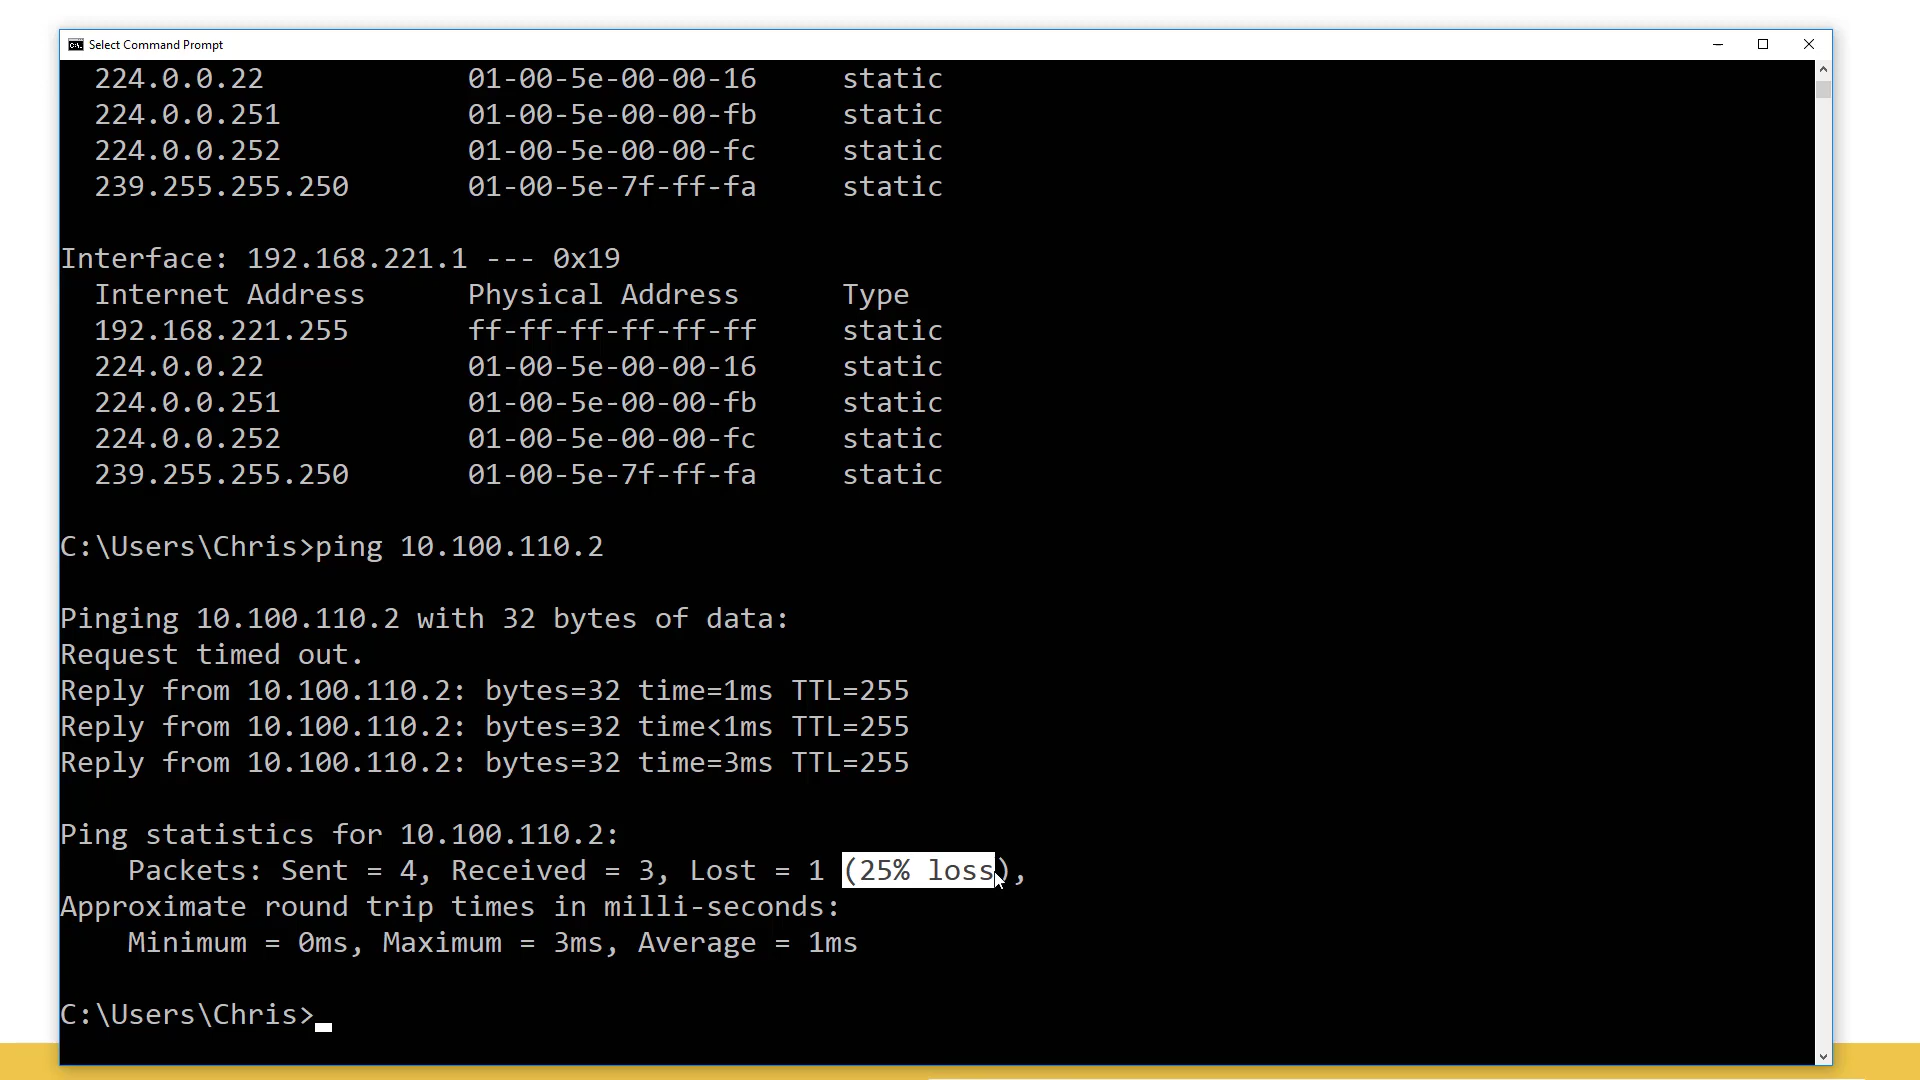 Select Command Prompt
224.0.0.22 01-00-5e-00-00-16 static
224.0.0.251 01-00-5e-00-00-fb static
224.0.0.252 01-00-5e-00-00-fc static
239.255.255.250 01-00-5e-7f-ff-fa static
Interface: 192.168.221.1 --- 0x19
Internet Address Physical Address Type
192.168.221.255 ff-ff-ff-ff-ff-ff static
224.0.0.22 01-00-5e-00-00-16 static
224.0.0.251 01-00-5e-00-00-fb static
224.0.0.252 01-00-5e-00-00-fc static
239.255.255.250 01-00-5e-7f-ff-fa static
C:\Users\Chris>ping 10.100.110.2
Pinging 10.100.110.2 with 32 bytes of data:
Request timed out.
Reply from 10.100.110.2: bytes=32 time=1ms TTL=255
Reply from 10.100.110.2: bytes=32 time<1ms TTL=255
Reply from 10.100.110.2: bytes=32 time=3ms TTL=255
Ping statistics for 10.100.110.2:
Packets: Sent = 4, Received = 3, Lost = 1 (25% loss),
Approximate round trip times in milli-seconds:
Minimum = 0ms, Maximum = 3ms, Average = 1ms
C:\Users\Chris>